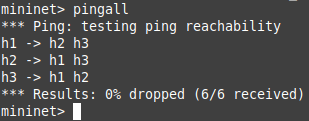 mininet> pingall
*** Ping: testing ping reachability
h1 -> h2 h3
h2 -> h1 h3
h3 -> h1 h2
*** Results: 0% dropped (6/6 received)
mininet>